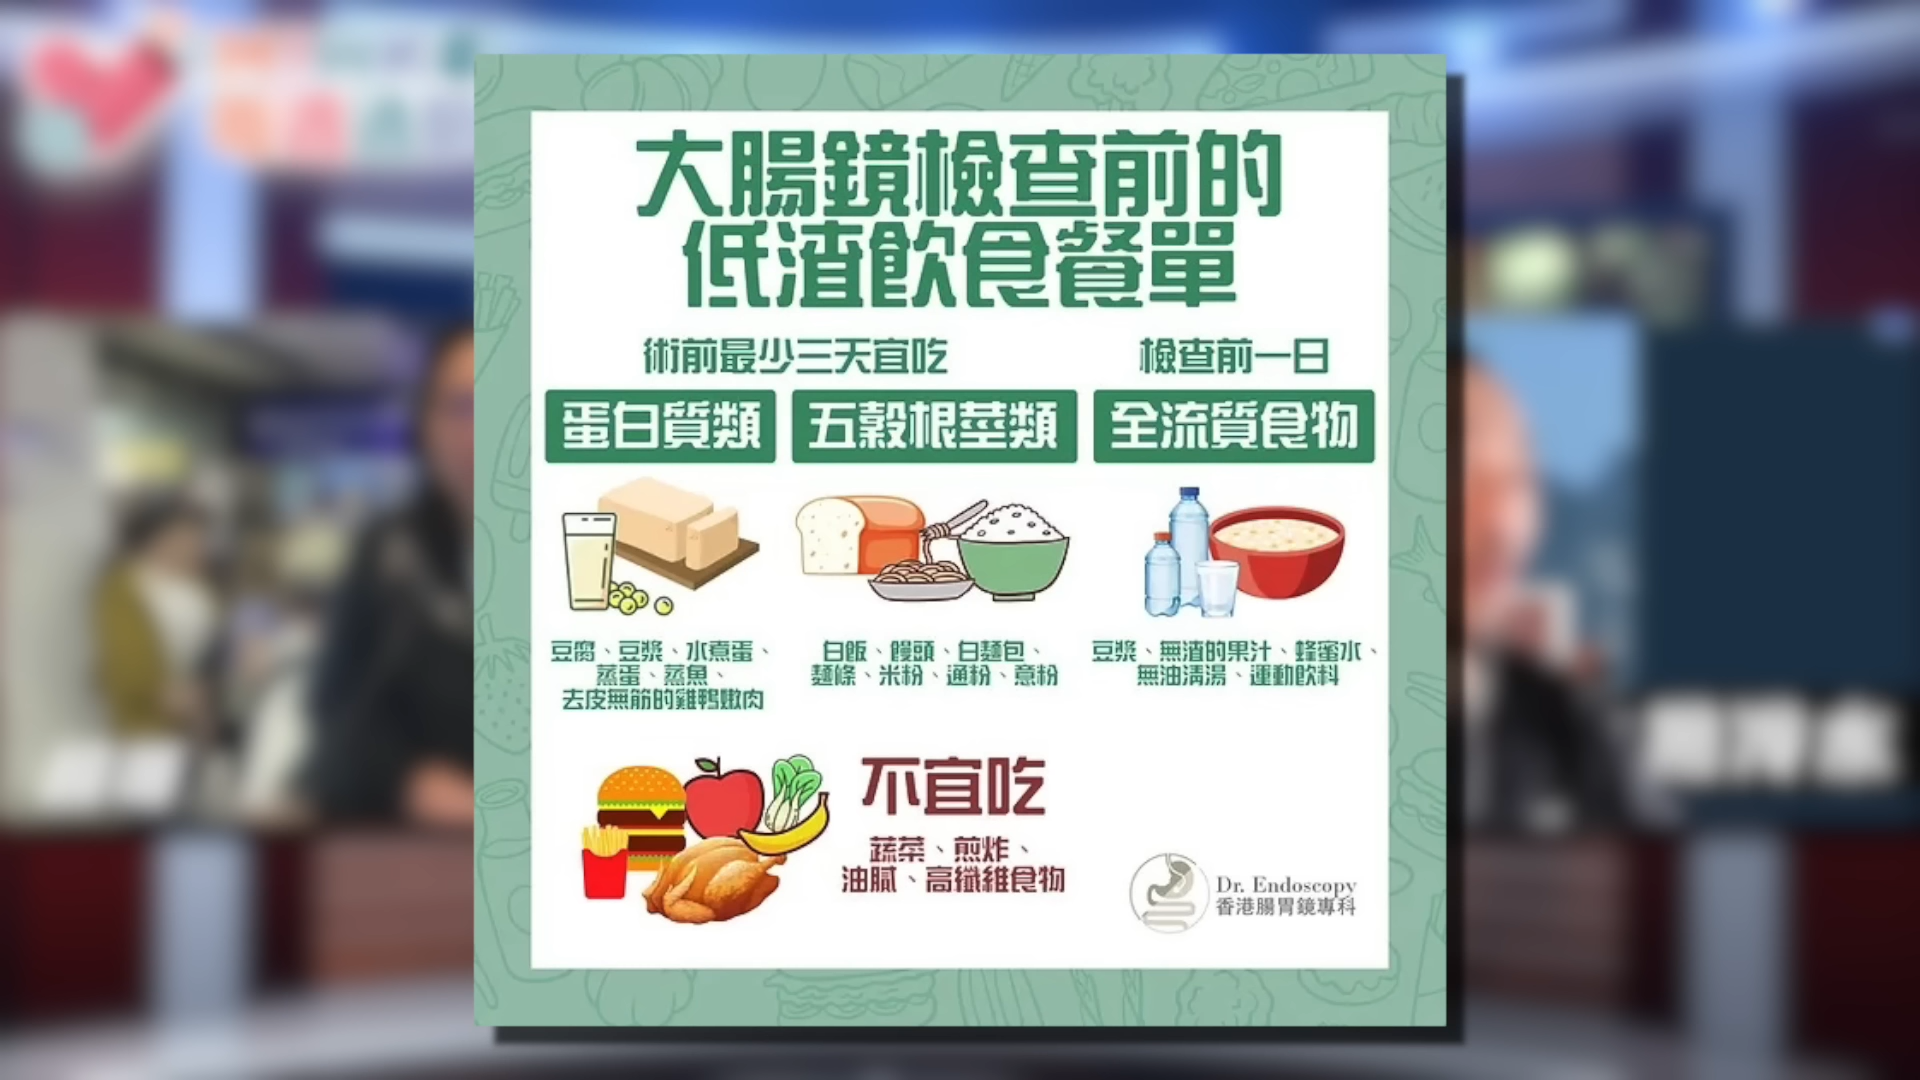 大腸鏡檢查前的
低渣飲食餐單
術前最少三天宜吃
檢查前一日
蛋白質類
五穀根莖類
全流質食物
豆腐、豆漿、水煮蛋、
蒸蛋、蒸魚、
去皮無筋的雞鴨嫩肉
白飯、饅頭、白麵包、
麵條、米粉、通粉、意粉
豆漿、無渣的果汁、蜂蜜水、
無油清湯、運動飲料
不宜吃
蔬菜、煎炸、
油膩、高纖維食物
Dr. Endoscopy
香港腸胃鏡專科